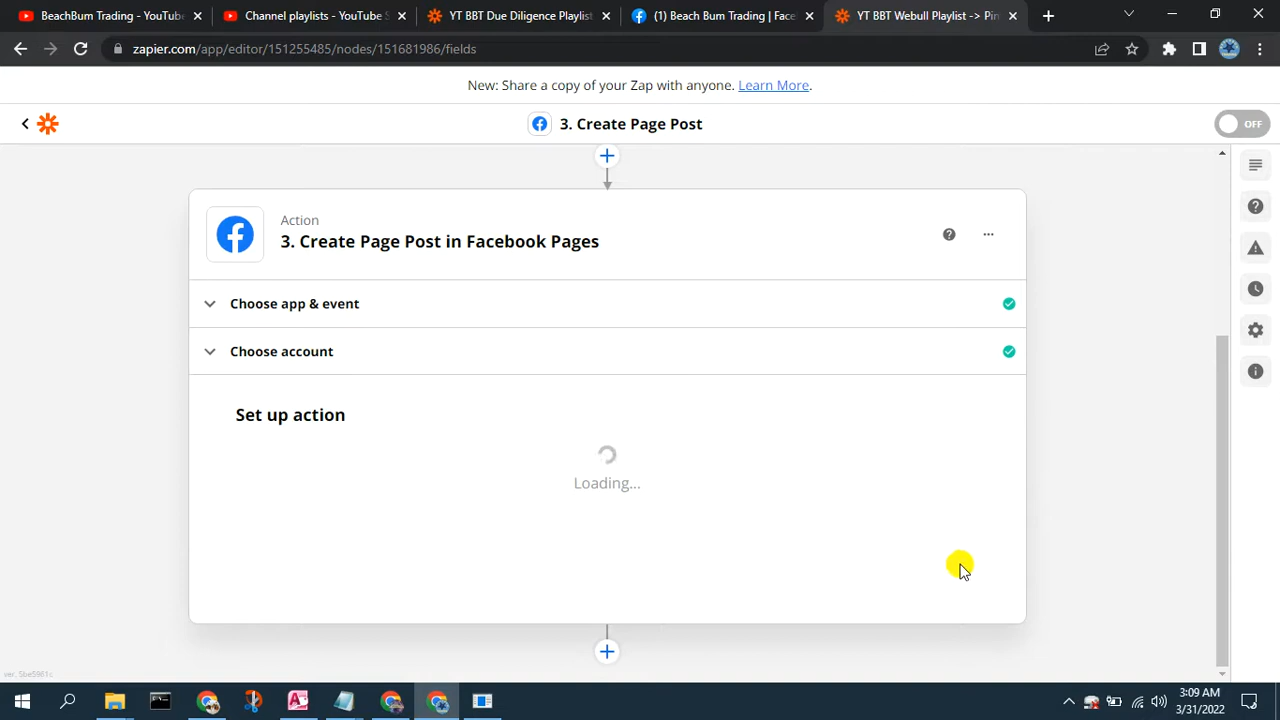 BeachBum Trading - YouTube
Channel playlists - YouTube S
YT BBT Due Diligence Playlist
(1) Beach Bum Trading | Face
YT BBT Webull Playlist -> Pin
zapier.com/app/editor/151255485/nodes/151681986/fields
New: Share a copy of your Zap with anyone. Learn More.
3. Create Page Post
OFF
Action
3. Create Page Post in Facebook Pages
Choose app & event
Choose account
Set up action
Loading...
ver. 5be5961c
3:09 AM
3/31/2022